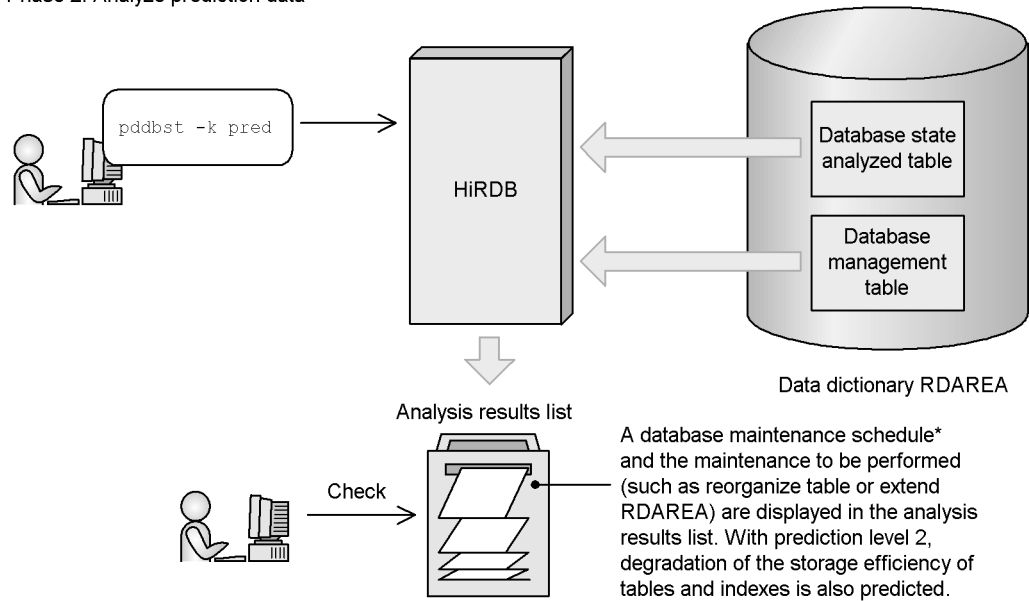 Phase 2: Analyze prediction data
pddbst -k pred
HiRDB
Database state
analyzed table
Database
management
table
Data dictionary RDAREA
Analysis results list
Check
A database maintenance schedule*
and the maintenance to be performed
(such as reorganize table or extend
RDAREA) are displayed in the analysis
results list. With prediction level 2,
degradation of the storage efficiency of
tables and indexes is also predicted.